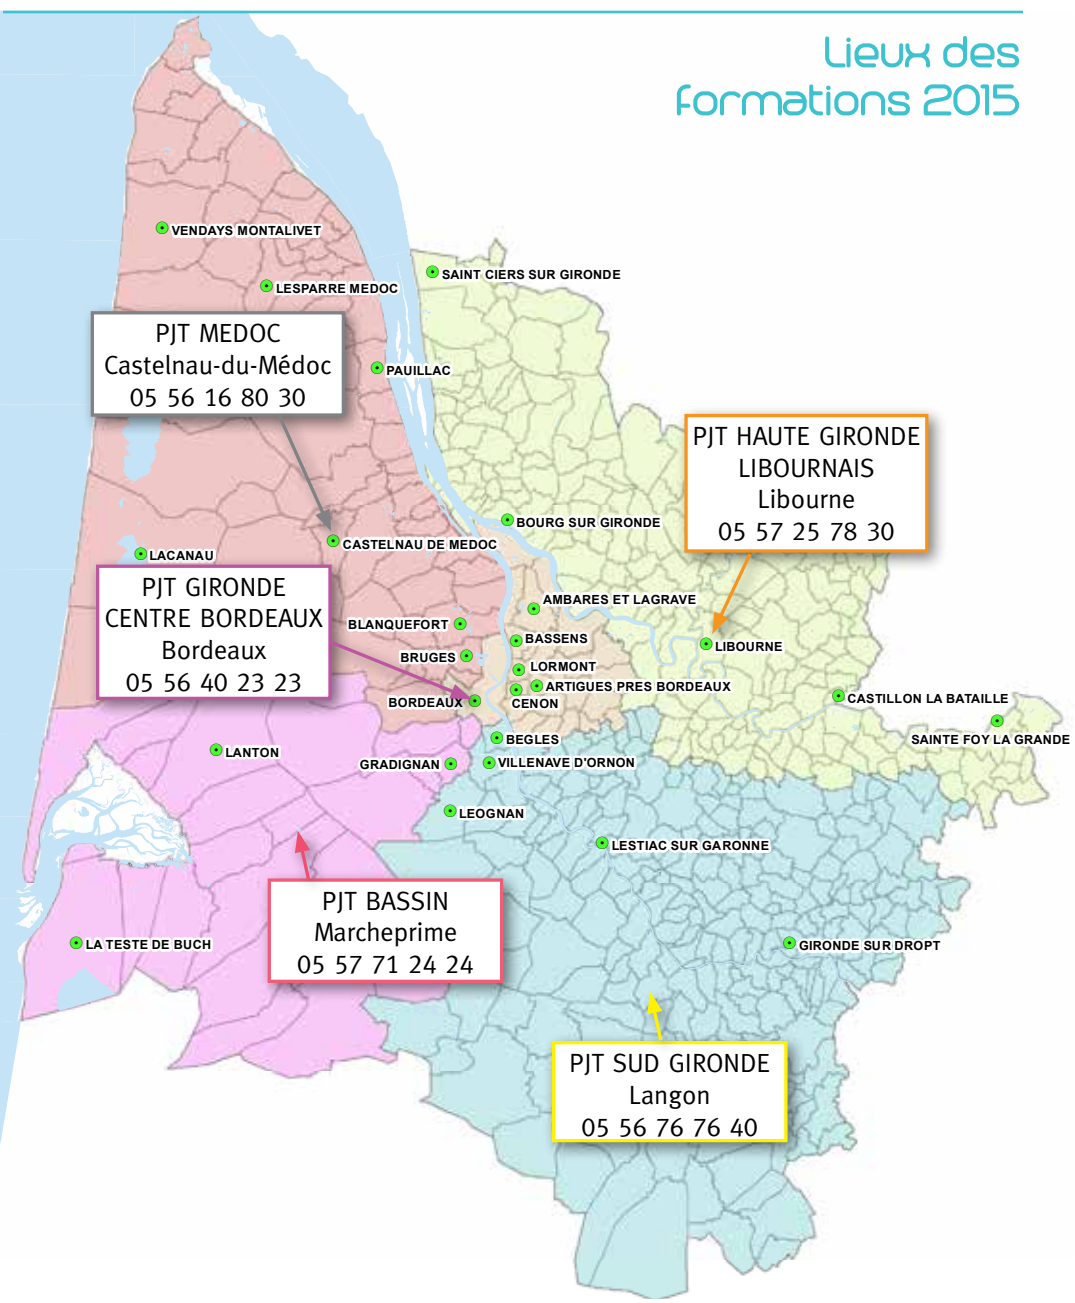 Lieux des
formations 2015
VENDAYS MONTALIVET
SAINT CIERS SUR GIRONDE
LESPARRE MEDOC
PJT MEDOC
Castelnau-du-Médoc
05 56 16 80 30
PAUILLAC
PJT HAUTE GIRONDE
LIBOURNAIS
Libourne
05 57 25 78 30
BOURG SUR GIRONDE
CASTELNAU DE MEDOC
LACANAU
PJT GIRONDE
CENTRE BORDEAUX
Bordeaux
05 56 40 23 23
AMBARES ET LAGRAVE
BLANQUEFORT
BASSENS
LIBOURNE
BRUGES
LORMONT
ARTIGUES PRES BORDEAUX
CASTILLON LA BATAILLE
BORDEAUX
CENON
BEGLES
SAINTE FOY LA GRANDE
LANTON
GRADIGNAN
VILLENAVE D'ORNON
LEOGNAN
LESTIAC SUR GARONNE
PJT BASSIN
Marcheprime
05 57 71 24 24
LA TESTE DE BUCH
GIRONDE SUR DROPT
PJT SUD GIRONDE
Langon
05 56 76 76 40